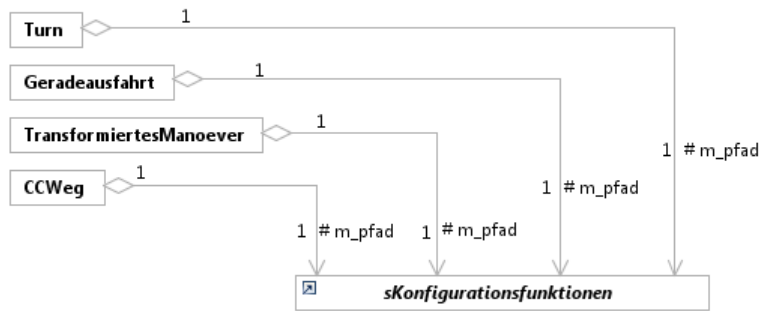 Turn
1
Geradeausfahrt
1
TransformiertesManoever
1
CCWeg
1
1 # m_pfad
1 # m_pfad
1 # m_pfad
1 # m_pfad
sKonfigurationsfunktionen